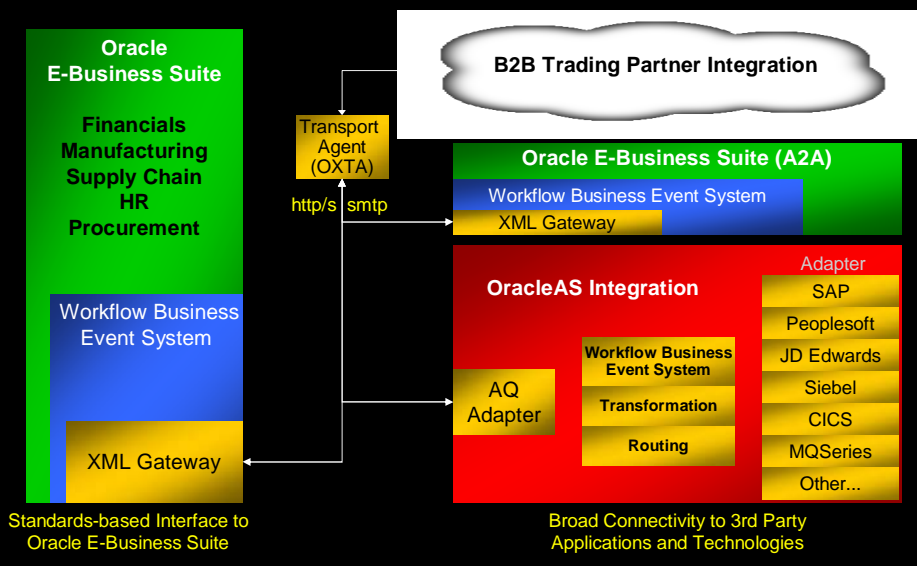 Oracle
E-Business Suite
Financials
Manufacturing
Supply Chain
HR
Procurement
Workflow Business
Event System
XML Gateway
Standards-based Interface to
Oracle E-Business Suite
Transport
Agent
(OXTA)
http/s smtp
B2B Trading Partner Integration
Oracle E-Business Suite (A2A)
Workflow Business Event System
XML Gateway
OracleAS Integration
AQ
Adapter
Workflow Business
Event System
Transformation
Routing
Adapter
SAP
Peoplesoft
JD Edwards
Siebel
CICS
MQSeries
Other...
Broad Connectivity to 3rd Party
Applications and Technologies